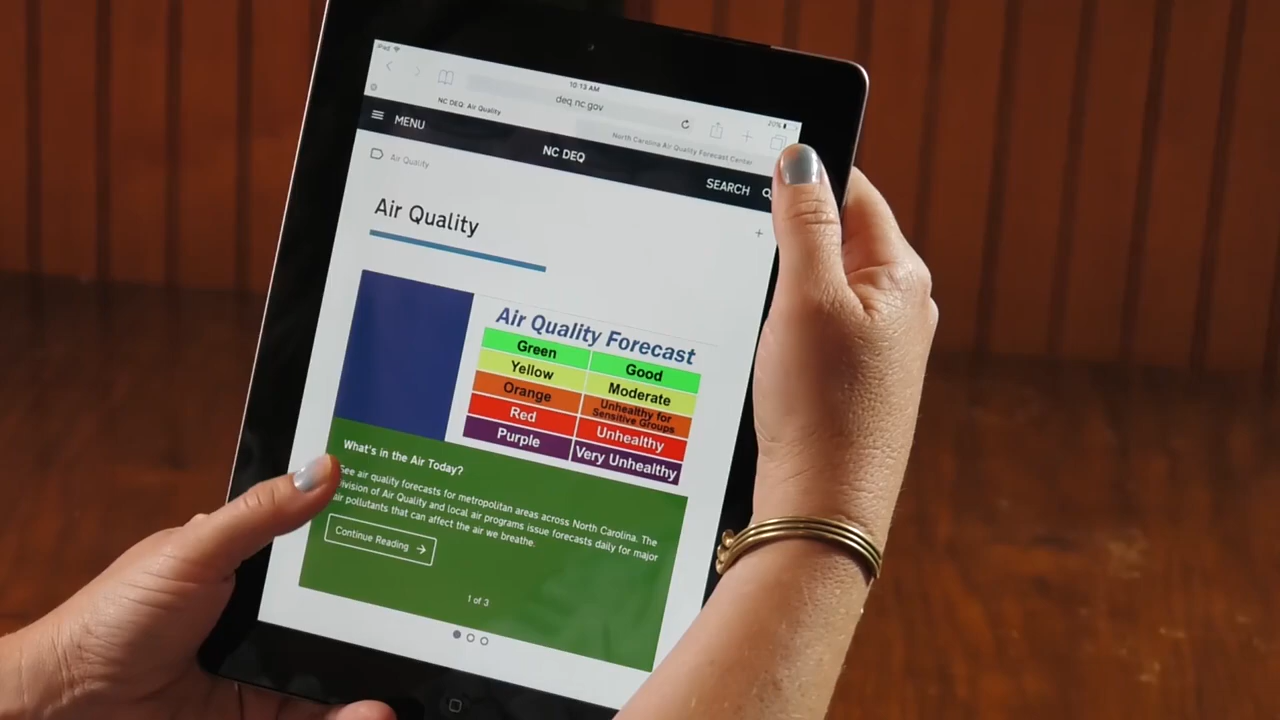 iPad
10:13 AM
20%
deq.nc.gov
NC DEQ: Air Quality
North Carolina Air Quality Forecast Center
MENU
NC DEQ
SEARCH
Air Quality
Air Quality
Air Quality Forecast
Green Good
Yellow Moderate
Orange Unhealthy for Sensitive Groups
Red Unhealthy
Purple Very Unhealthy
What's in the Air Today?
See air quality forecasts for metropolitan areas across North Carolina. The
Division of Air Quality and local air programs issue forecasts daily for major
air pollutants that can affect the air we breathe.
Continue Reading
1 of 3